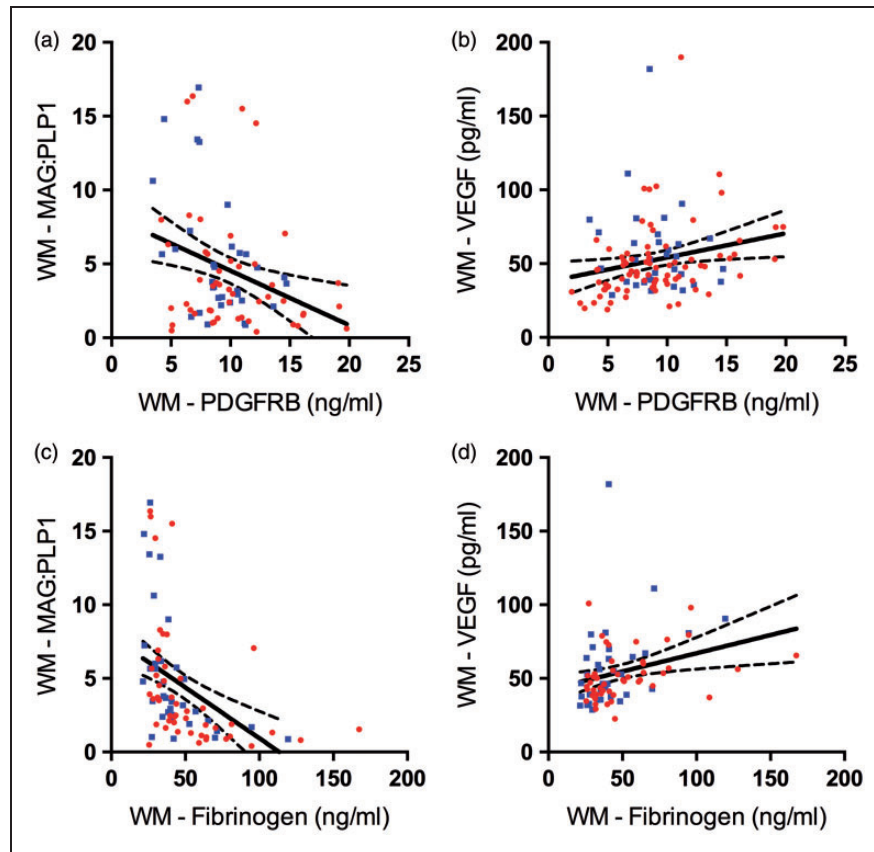 (a)
20
15
10
5
0
WM - MAG:PLP1
0 5 10 15 20 25
WM - PDGFRB (ng/ml)
(b)
200
150
100
50
0
WM - VEGF (pg/ml)
0 5 10 15 20 25
WM - PDGFRB (ng/ml)
(c)
20
15
10
5
0
WM - MAG:PLP1
0 50 100 150 200
WM - Fibrinogen (ng/ml)
(d)
200
150
100
50
0
WM - VEGF (pg/ml)
0 50 100 150 200
WM - Fibrinogen (ng/ml)